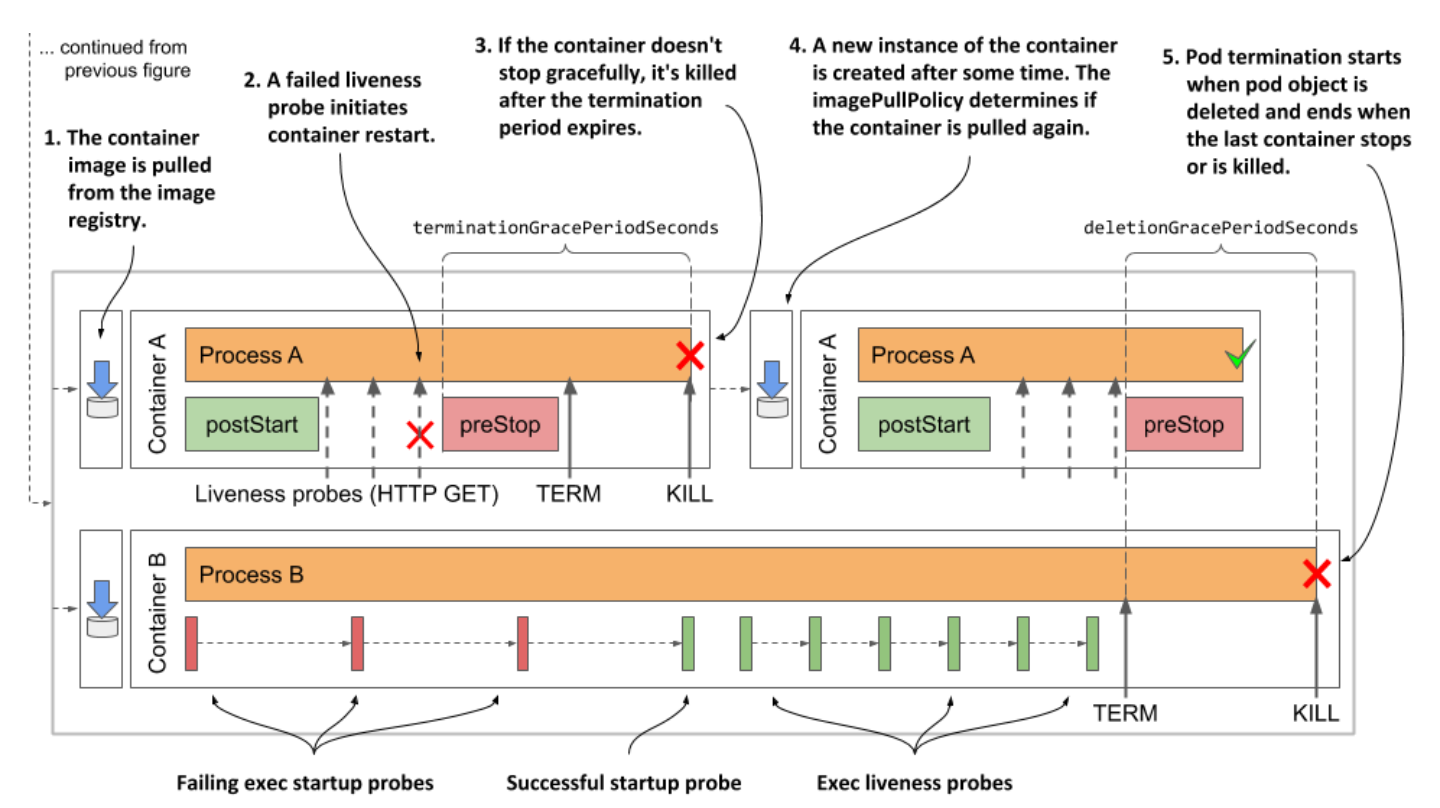 ... continued from
previous figure
1. The container
image is pulled
from the image
registry.
2. A failed liveness
probe initiates
container restart.
3. If the container doesn't
stop gracefully, it's killed
after the termination
period expires.
4. A new instance of the container
is created after some time. The
imagePullPolicy determines if
the container is pulled again.
5. Pod termination starts
when pod object is
deleted and ends when
the last container stops
or is killed.
terminationGracePeriodSeconds
deletionGracePeriodSeconds
Container A
Process A
postStart
preStop
Liveness probes (HTTP GET)
TERM
KILL
Container A
Process A
postStart
preStop
Container B
Process B
TERM
KILL
Failing exec startup probes
Successful startup probe
Exec liveness probes